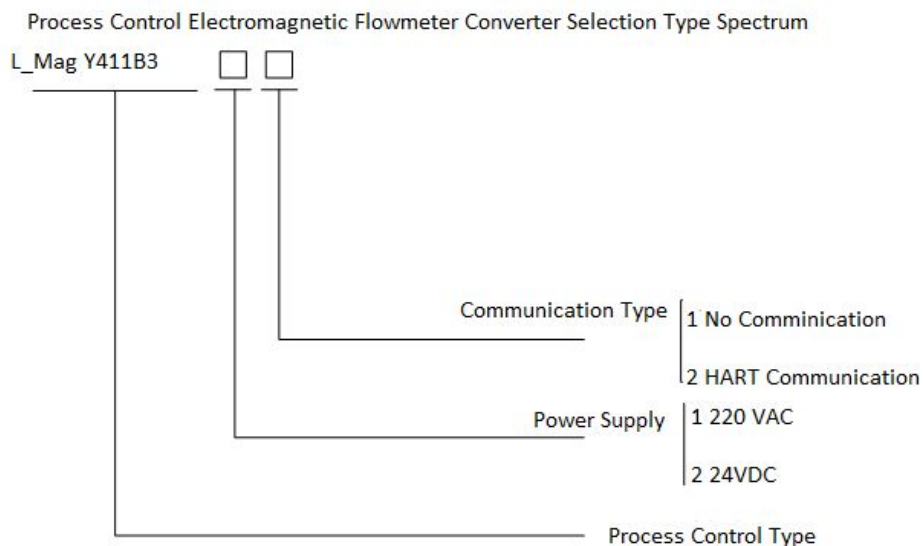 Process Control Electromagnetic Flowmeter Converter Selection Type Spectrum
L_Mag Y411B3
Communication Type
1 No Comminication
2 HART Communication
Power Supply
1 220 VAC
2 24VDC
Process Control Type